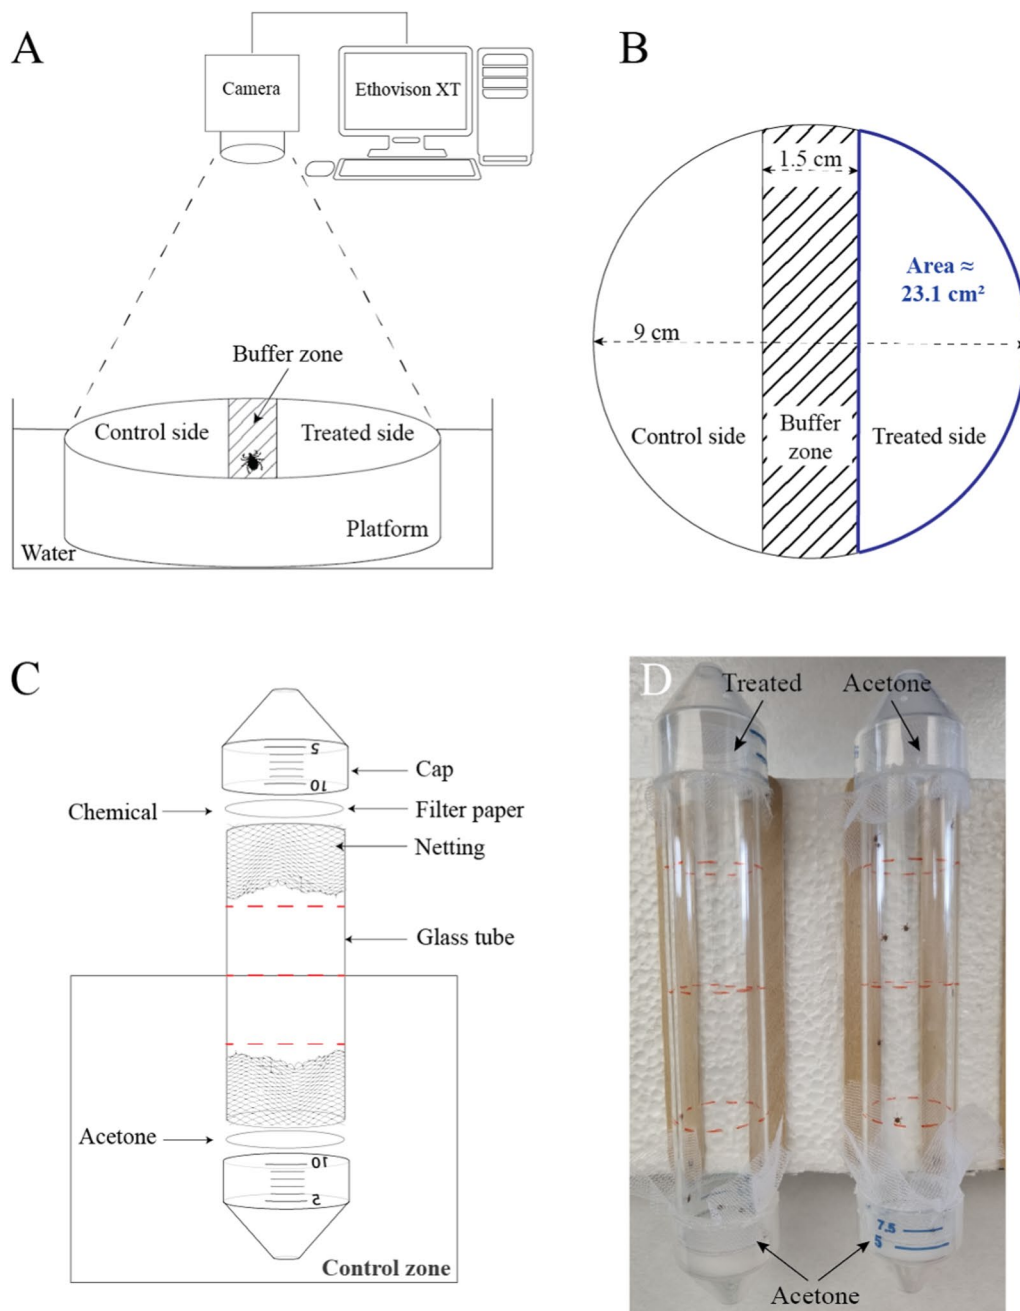 A
Camera
Ethovison XT
Buffer zone
Control side
Treated side
Platform
Water
B
1.5 cm
Area ≈
23.1 cm²
9 cm
Control side
Buffer
zone
Treated side
C
5
10
Cap
Chemical
Filter paper
Netting
Glass tube
Acetone
10
5
Control zone
D
Treated
Acetone
7.5
5
Acetone